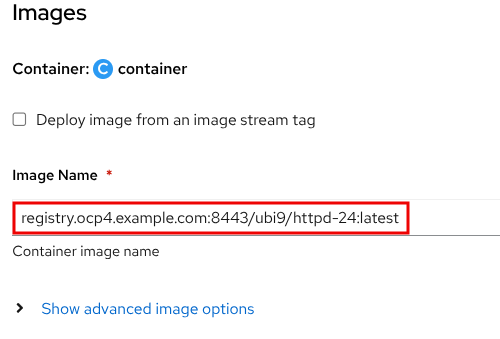 Images
Container: C container
Deploy image from an image stream tag
Image Name *
registry.ocp4.example.com:8443/ubi9/httpd-24:latest
Container image name
Show advanced image options